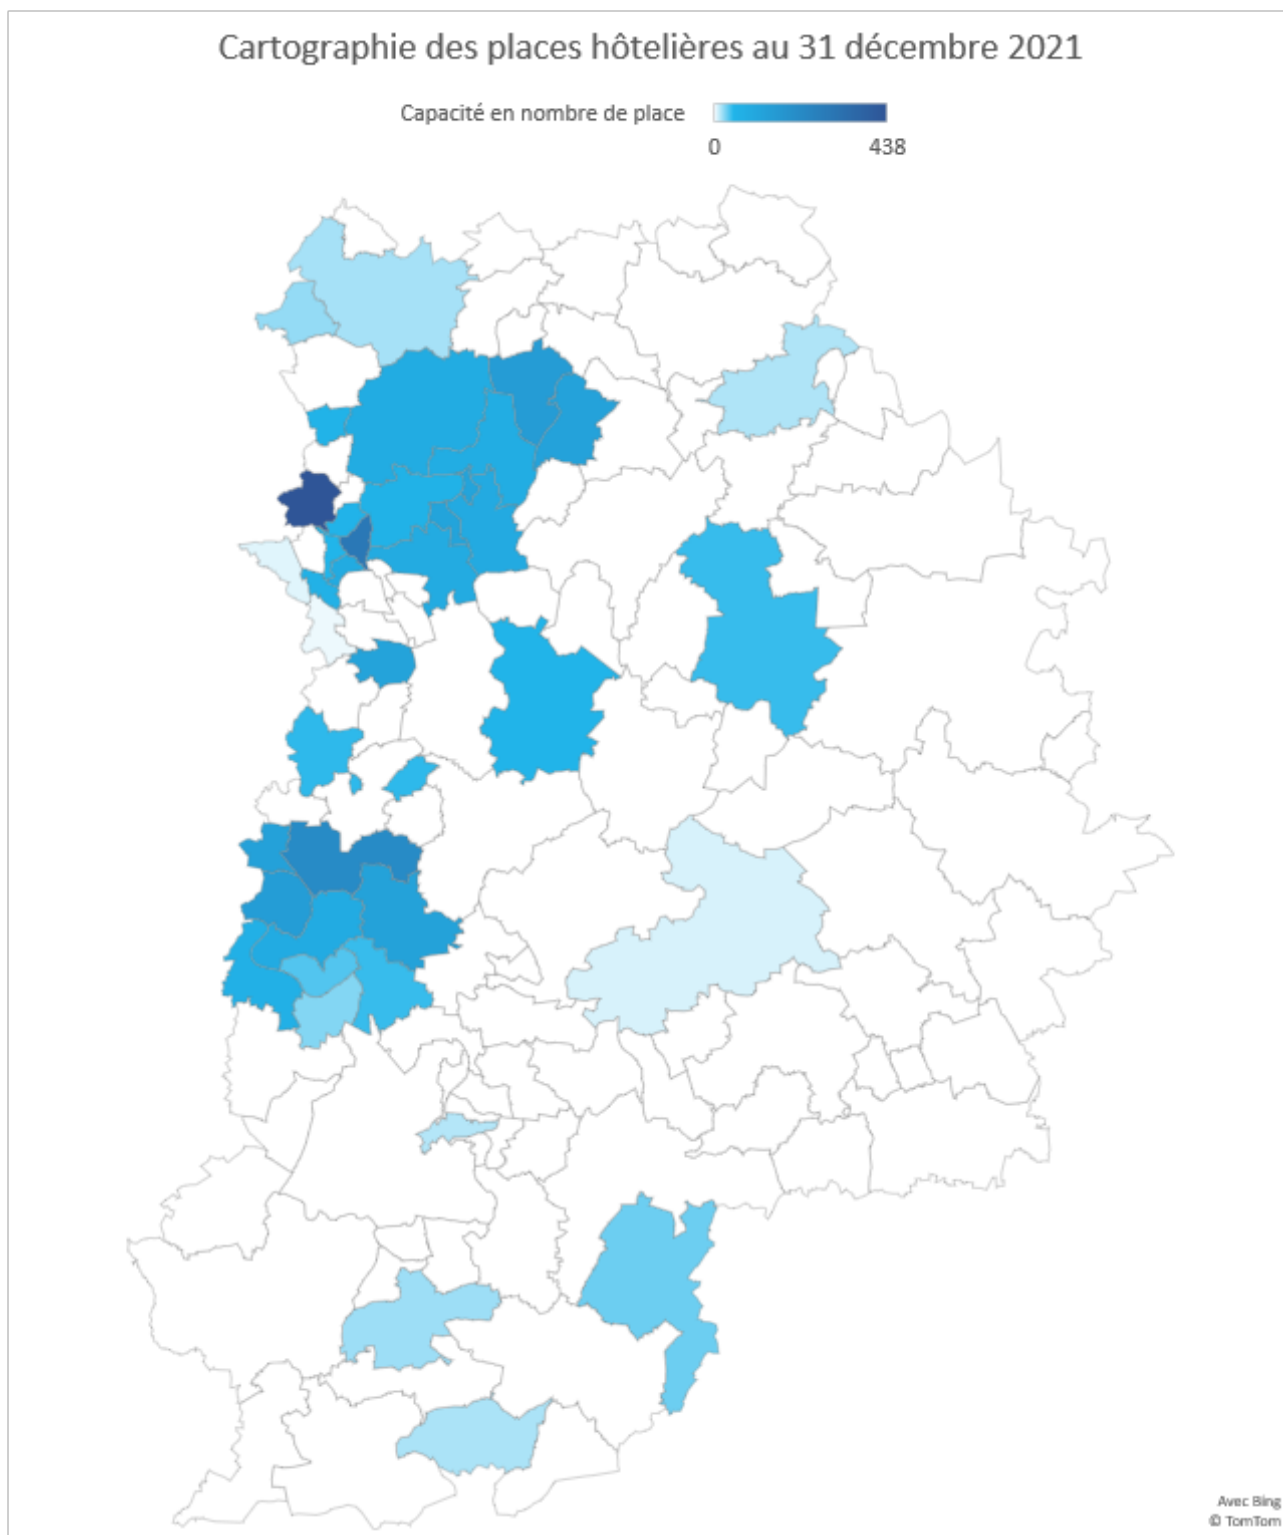 Cartographie des places hôtelières au 31 décembre 2021
Capacité en nombre de place
0 438
Avec Bing
© TomTom